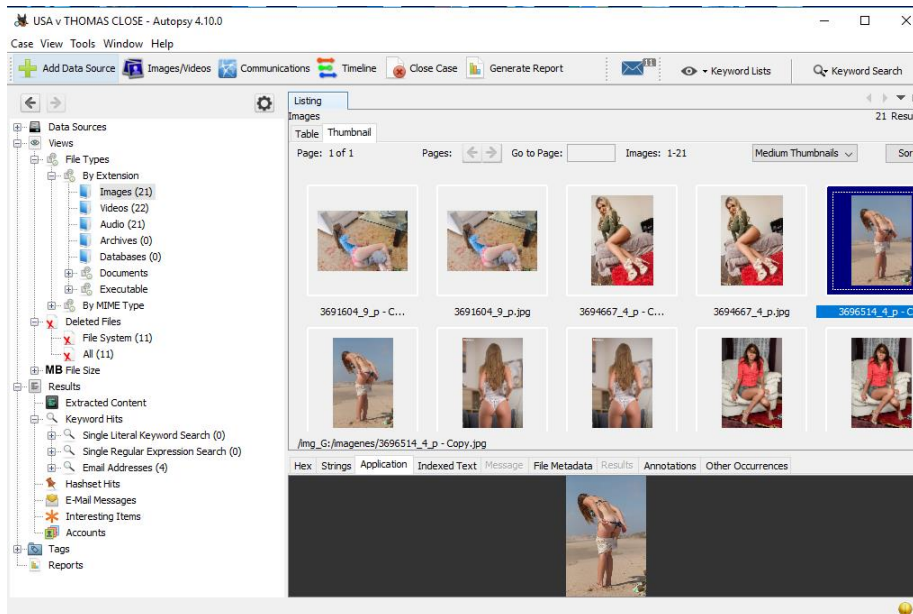 USA v THOMAS CLOSE - Autopsy 4.10.0
Case View Tools Window Help
Add Data Source Images/Videos Communications Timeline Close Case Generate Report 11 Keyword Lists Keyword Search
Listing
Images 21 Resu
Table Thumbnail
Page: 1 of 1 Pages: Go to Page: Images: 1-21 Medium Thumbnails Sor
Data Sources
Views
File Types
By Extension
Images (21)
Videos (22)
Audio (21)
Archives (0)
Databases (0)
Documents
Executable
By MIME Type
Deleted Files
File System (11)
All (11)
MB File Size
Results
Extracted Content
Keyword Hits
Single Literal Keyword Search (0)
Single Regular Expression Search (0)
Email Addresses (4)
Hashset Hits
E-Mail Messages
Interesting Items
Accounts
Tags
Reports
3691604_9_p - C... 3691604_9_p.jpg 3694667_4_p - C... 3694667_4_p.jpg 3696514_4_p - C
/img_G:/imagenes/3696514_4_p - Copy.jpg
Hex Strings Application Indexed Text Message File Metadata Results Annotations Other Occurrences